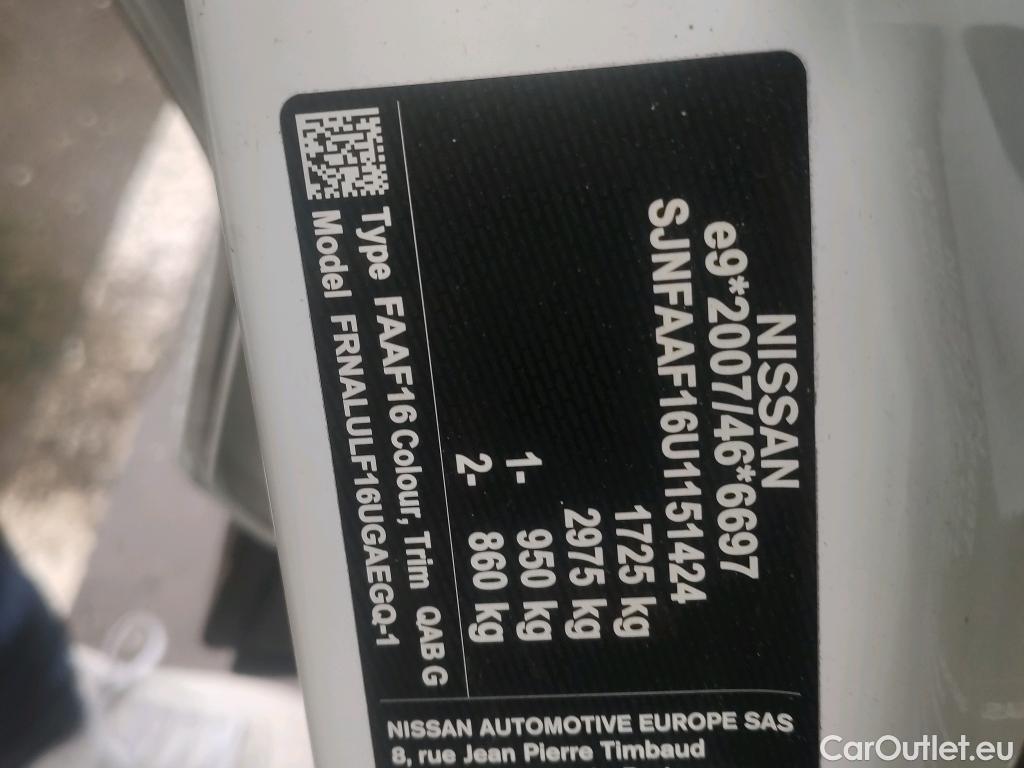 NISSAN
e9*2007/46*6697
SJNFAAF16U1151424
1725 kg
2975 kg
1- 950 kg
2- 860 kg
Type FAAF16 Colour, Trim QAB G
Model FRNALULF16UGAEGQ-1
NISSAN AUTOMOTIVE EUROPE SAS
8, rue Jean Pierre Timbaud
CarOutlet.eu